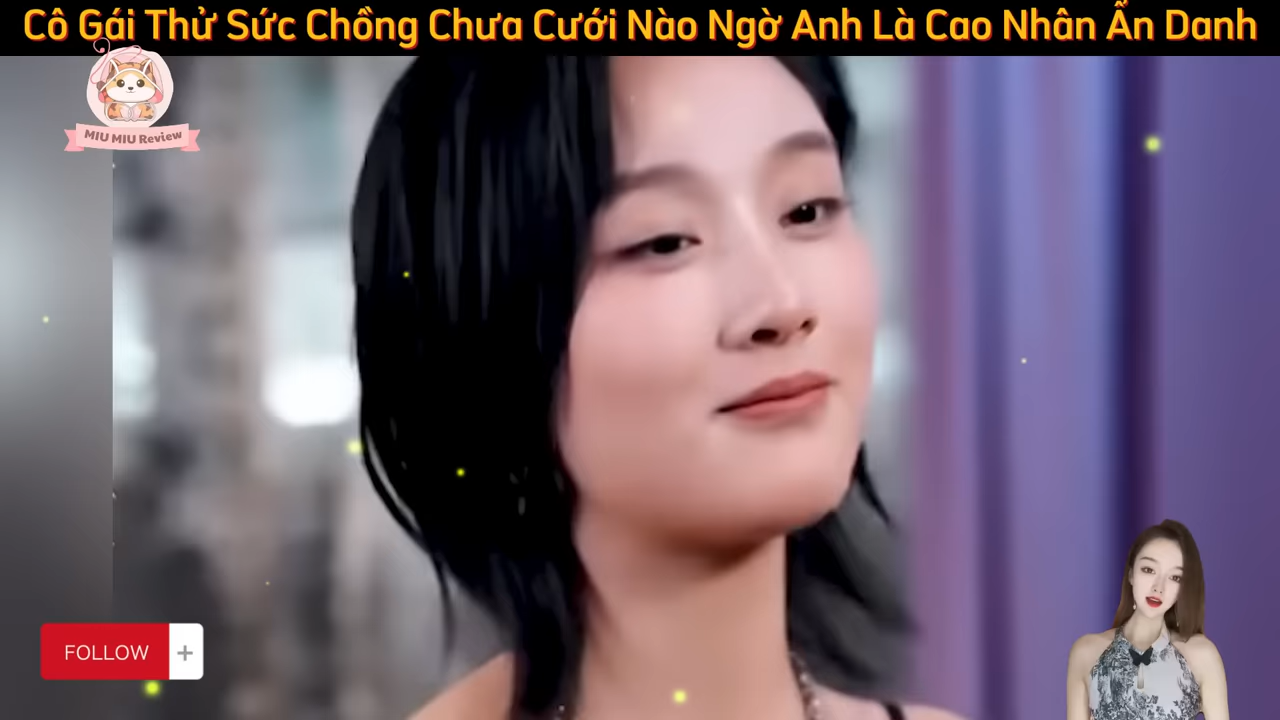 Cô Gái Thử Sức Chồng Chưa Cưới Nào Ngờ Anh Là Cao Nhân Ẩn Danh
MIU MIU Review
FOLLOW +